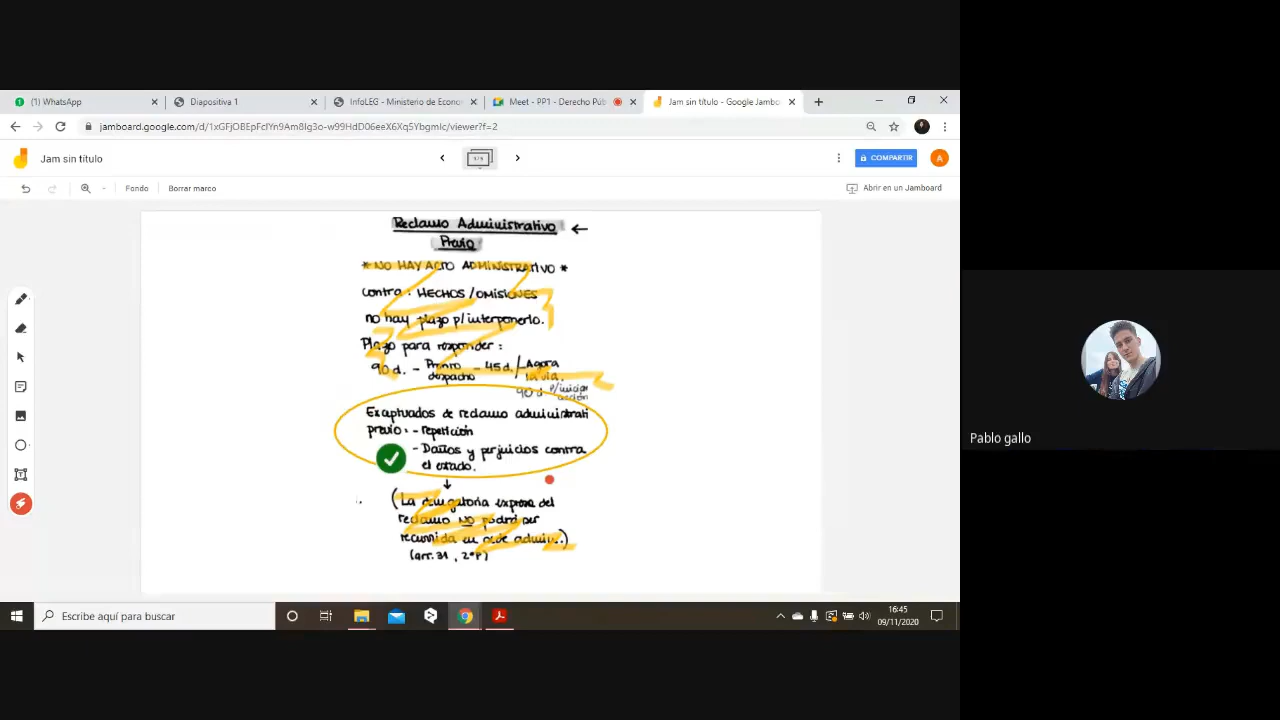 (1) WhatsApp
Diapositiva 1
InfoLEG - Ministerio de Econo
Meet - PP1 - Derecho Púb
Jam sin título - Google Jambo
jamboard.google.com/d/1xGFjOBEpFcIYn9Am8Ig3o-w99HdD06eeX6Xq5Ybgmlc/viewer?f=2
Jam sin título
COMPARTIR
A
Fondo
Borrar marco
Abrir en un Jamboard
Reclamo Administrativo
Previo
* NO HAY ACTO ADMINISTRATIVO *
contra: HECHOS / OMISIONES
no hay plazo p/interponerlo.
Plazo para responder:
90 d. - Pronto despacho - 45 d. / Agota la vía.
90 d p/iniciar acción
Exceptuados de reclamo administrati
previo: - repetición
- Daños y perjuicios contra
el estado.
(La denegatoria expresa del
reclamo NO podrá ser
recurrida en sede admin.)
(art. 31, 2°P)
Pablo gallo
Escribe aquí para buscar
16:45
09/11/2020